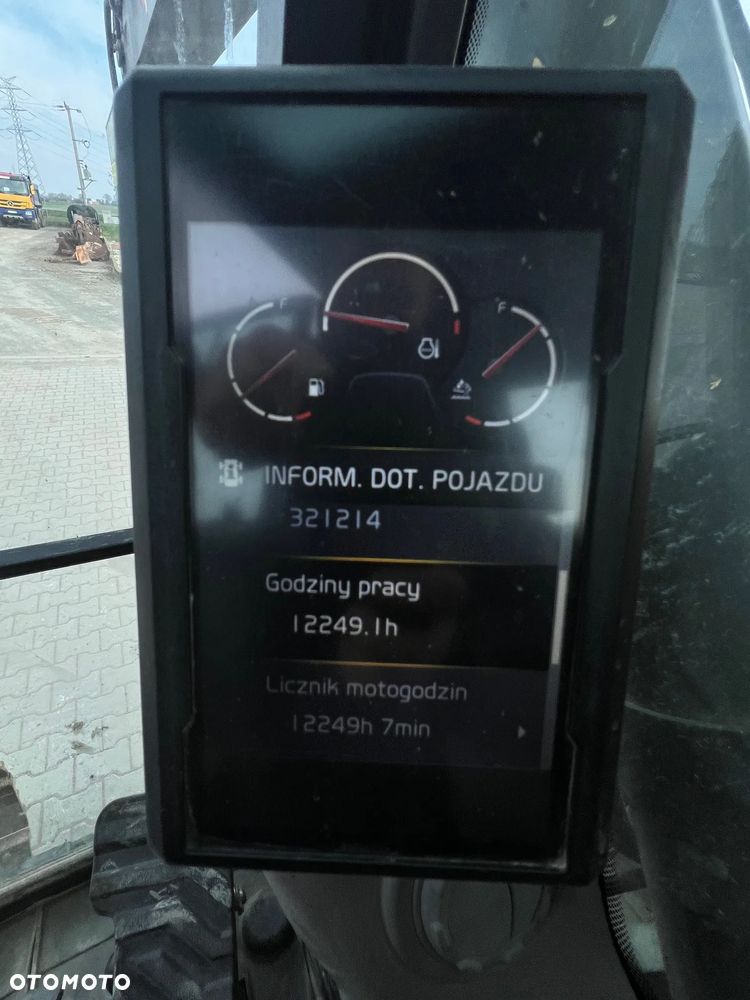 F
F
INFORM. DOT. POJAZDU
321214
Godziny pracy
12249.1h
Licznik motogodzin
12249h 7min
OTOMOTO